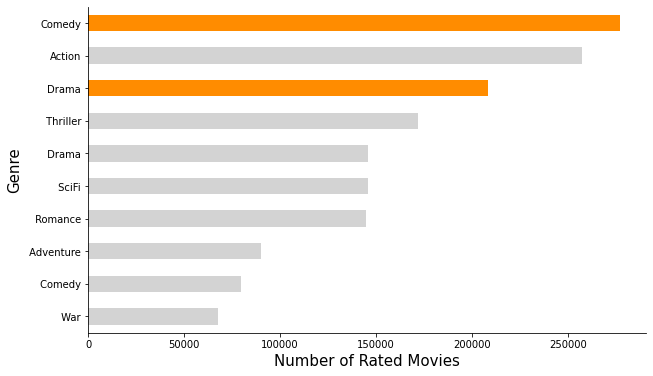 Comedy
Action
Drama
Thriller
Drama
SciFi
Romance
Adventure
Comedy
War
Genre
0 50000 100000 150000 200000 250000
Number of Rated Movies